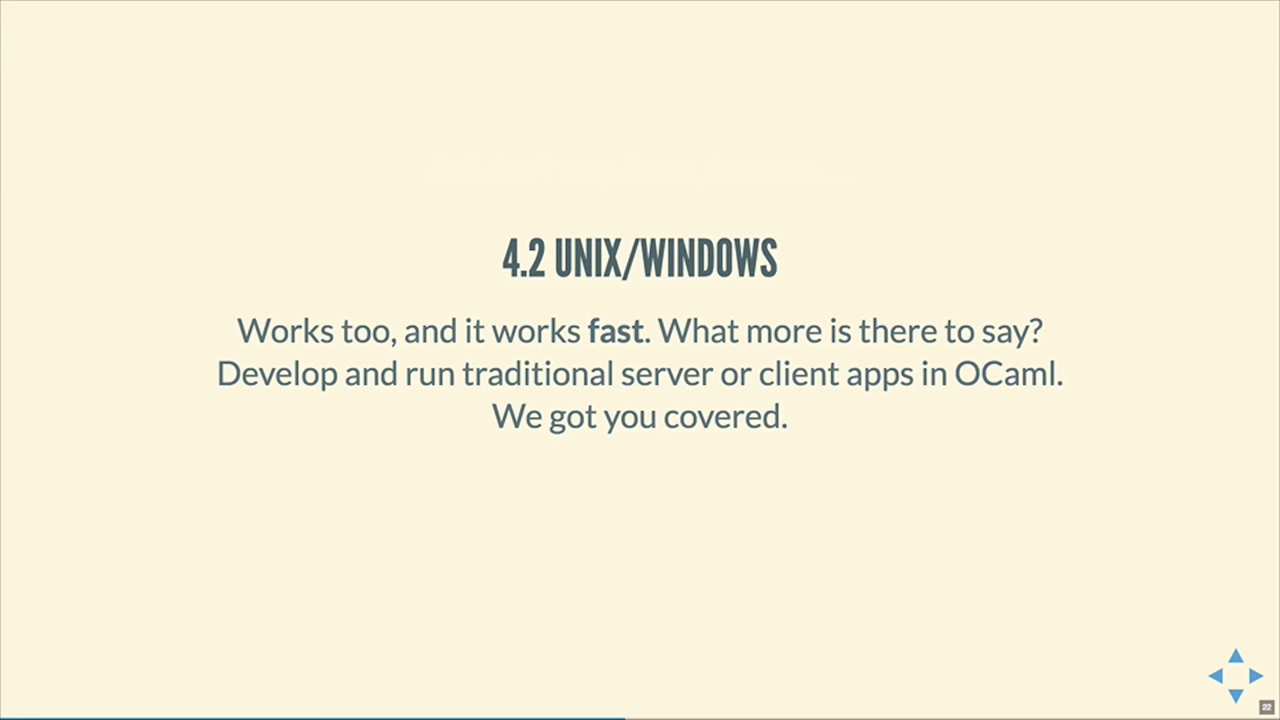 4.2 UNIX/WINDOWS
Works too, and it works fast. What more is there to say?
Develop and run traditional server or client apps in OCaml.
We got you covered.
22